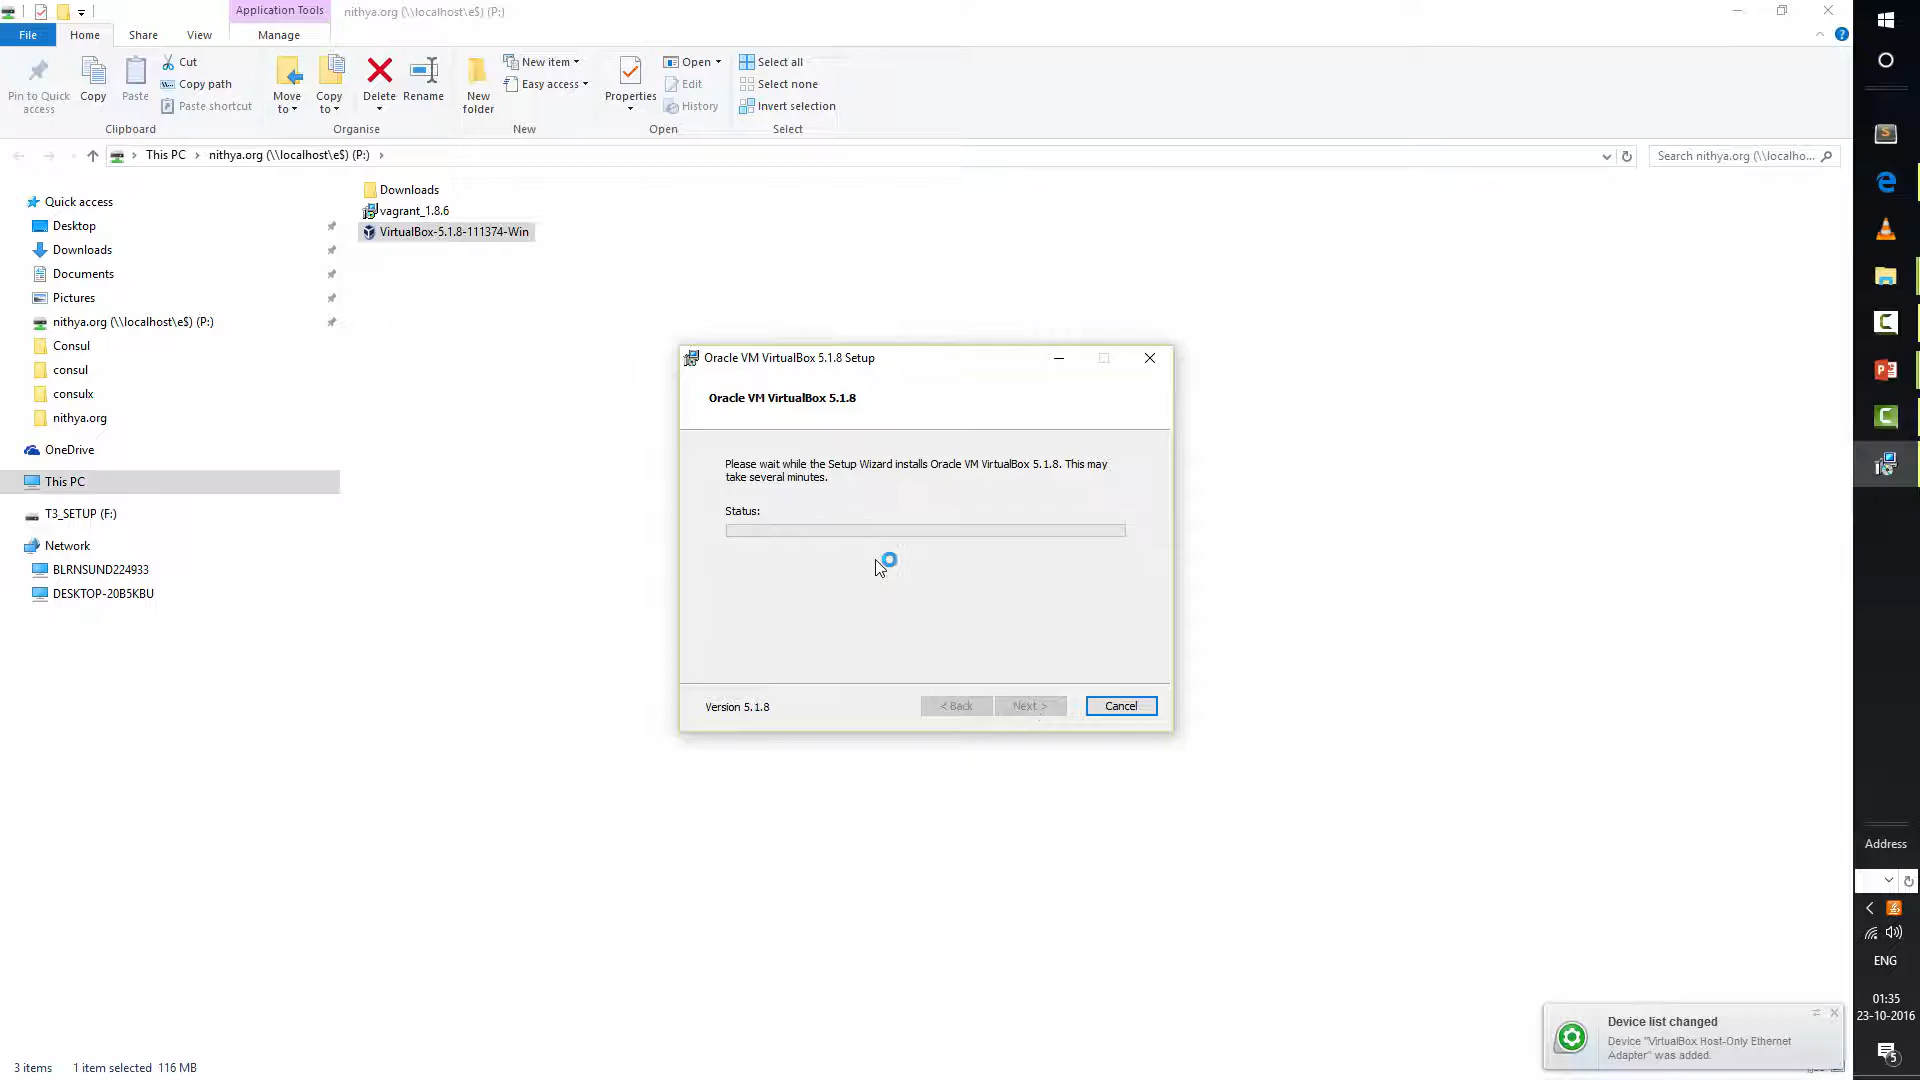 Application Tools
nithya.org (\\localhost\e$) (P:)
File
Home
Share
View
Manage
Pin to Quick
access
Copy
Paste
Cut
Copy path
Paste shortcut
Clipboard
Move
to
Copy
to
Delete
Rename
Organise
New
folder
New item
Easy access
New
Properties
Open
Edit
History
Open
Select all
Select none
Invert selection
Select
This PC
nithya.org (\\localhost\e$) (P:)
Search nithya.org (\\localho...
Quick access
Desktop
Downloads
Documents
Pictures
nithya.org (\\localhost\e$) (P:)
Consul
consul
consulx
nithya.org
OneDrive
This PC
T3_SETUP (F:)
Network
BLRNSUND224933
DESKTOP-20B5KBU
Downloads
vagrant_1.8.6
VirtualBox-5.1.8-111374-Win
Oracle VM VirtualBox 5.1.8 Setup
Oracle VM VirtualBox 5.1.8
Please wait while the Setup Wizard installs Oracle VM VirtualBox 5.1.8. This may
take several minutes.
Status:
Version 5.1.8
< Back
Next >
Cancel
Address
ENG
01:35
23-10-2016
5
Device list changed
Device "VirtualBox Host-Only Ethernet
Adapter" was added.
3 items
1 item selected 116 MB